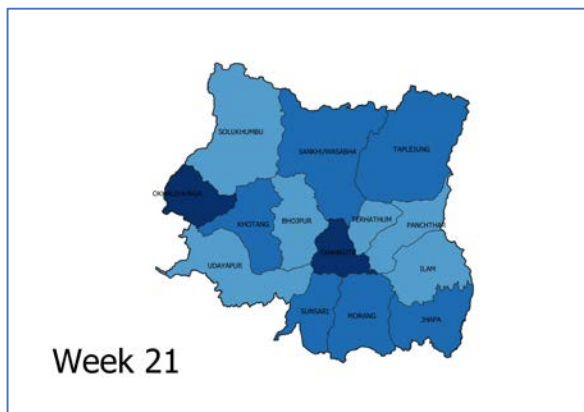 SOLUKHUMBU
SANKHUWASABHA
TAPLEJUNG
OKHALDHUNGA
KHOTANG
BHOJPUR
TERHATHUM
PANCHTHAR
DHANKUTA
UDAYAPUR
ILAM
SUNSARI
MORANG
JHAPA
Week 21